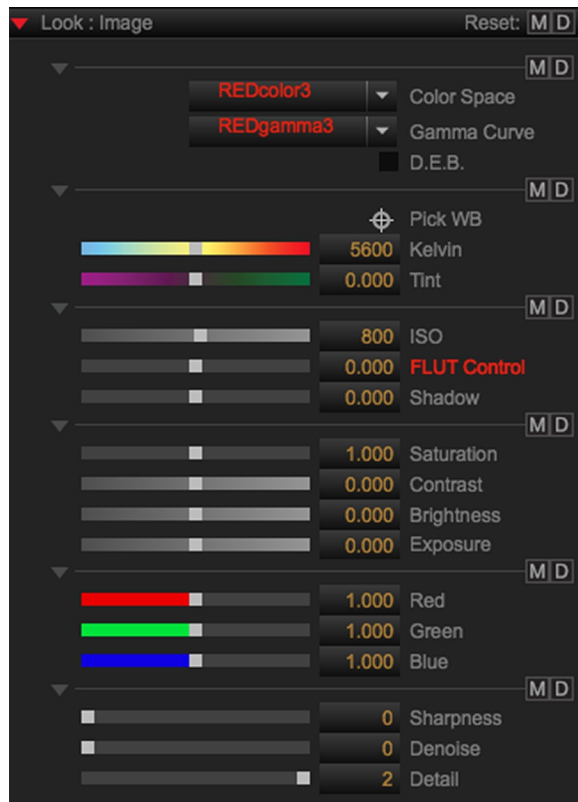 Look : Image Reset: M D
M D
REDcolor3 Color Space
REDgamma3 Gamma Curve
D.E.B.
M D
Pick WB
5600 Kelvin
0.000 Tint
M D
800 ISO
0.000 FLUT Control
0.000 Shadow
M D
1.000 Saturation
0.000 Contrast
0.000 Brightness
0.000 Exposure
M D
1.000 Red
1.000 Green
1.000 Blue
M D
0 Sharpness
0 Denoise
2 Detail